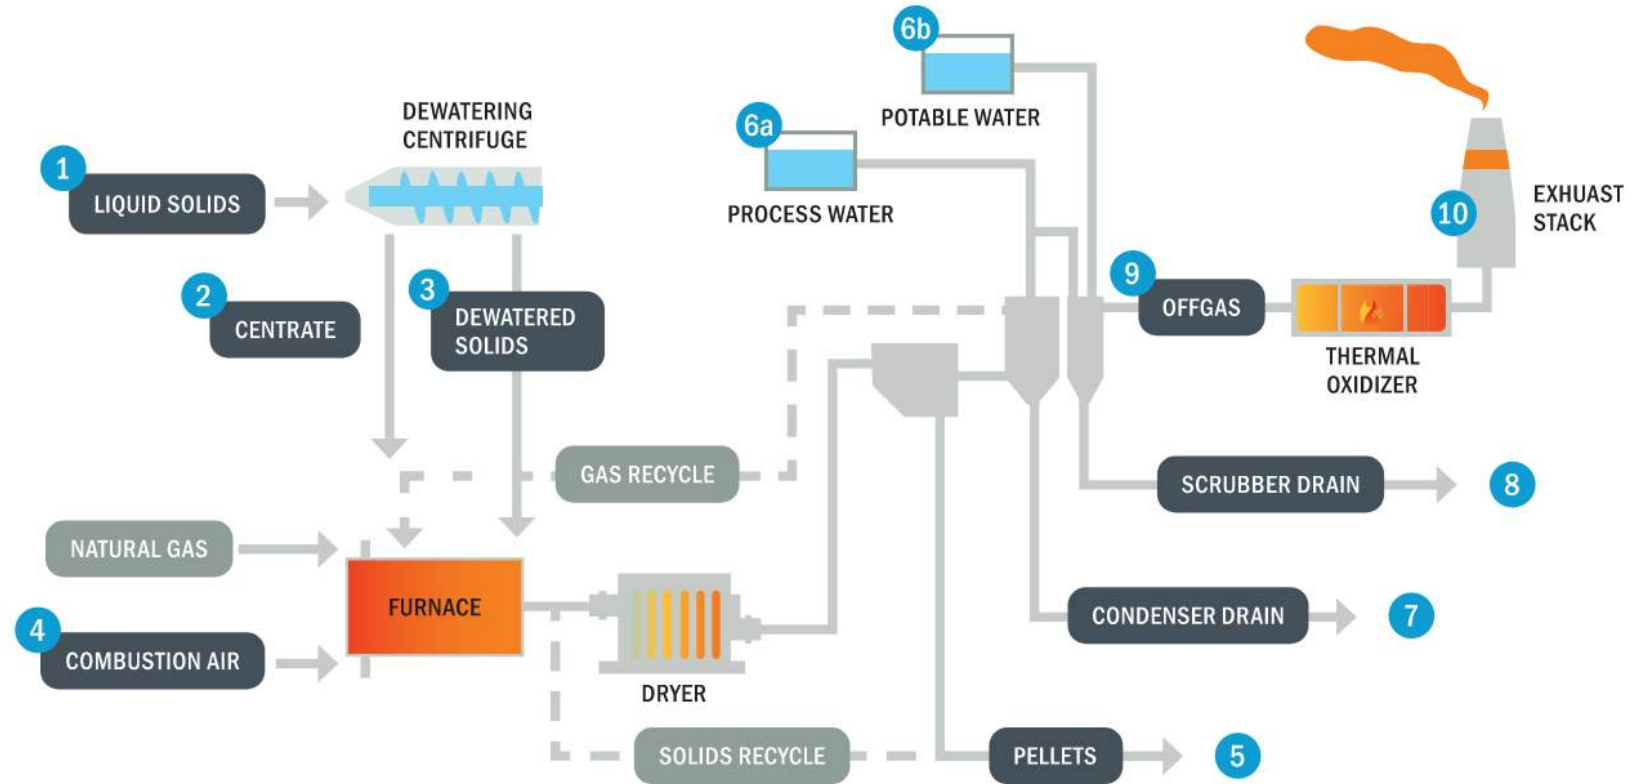 6b
POTABLE WATER
6a
PROCESS WATER
DEWATERING
CENTRIFUGE
1
LIQUID SOLIDS
2
CENTRATE
3
DEWATERED
SOLIDS
10
EXHUAST
STACK
9
OFFGAS
THERMAL
OXIDIZER
GAS RECYCLE
SCRUBBER DRAIN
8
NATURAL GAS
FURNACE
4
COMBUSTION AIR
DRYER
CONDENSER DRAIN
7
SOLIDS RECYCLE
PELLETS
5